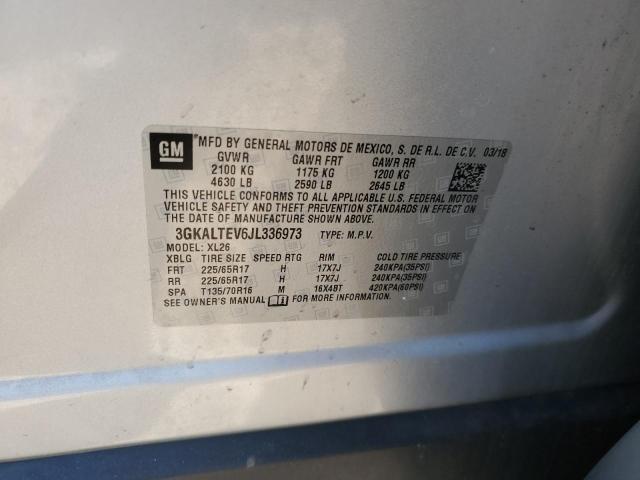 GM *MFD BY GENERAL MOTORS DE MEXICO, S. DE R.L. DE C.V. 03/18
GVWR GAWR FRT GAWR RR
2100 KG 1175 KG 1200 KG
4630 LB 2590 LB 2645 LB
THIS VEHICLE CONFORMS TO ALL APPLICABLE U.S. FEDERAL MOTOR
VEHICLE SAFETY AND THEFT PREVENTION STANDARDS IN EFFECT ON
THE DATE OF MANUFACTURE SHOWN ABOVE.
3GKALTEV6JL336973 TYPE: M.P.V.
MODEL: XL26
XBLG TIRE SIZE SPEED RTG RIM COLD TIRE PRESSURE
FRT 225/65R17 H 17X7J 240KPA(35PSI)
RR 225/65R17 H 17X7J 240KPA(35PSI)
SPA T135/70R16 M 16X4BT 420KPA(60PSI)
SEE OWNER'S MANUAL FOR MORE INFORMATION.